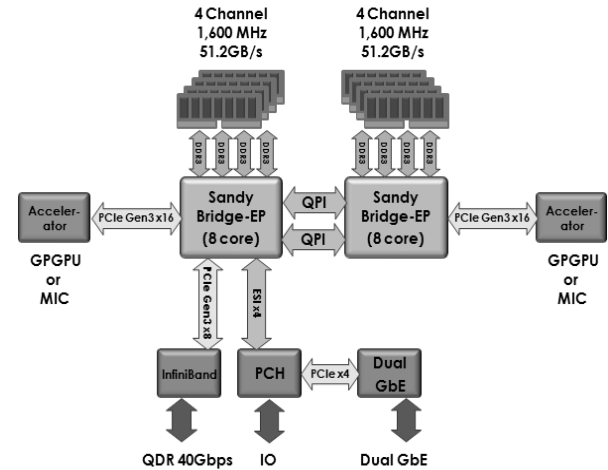 4 Channel
1,600 MHz
51.2GB/s
4 Channel
1,600 MHz
51.2GB/s
DDR3
DDR3
DDR3
DDR3
DDR3
DDR3
DDR3
DDR3
Acceler-
ator
PCIe Gen3 x16
Sandy
Bridge-EP
(8 core)
QPI
QPI
Sandy
Bridge-EP
(8 core)
PCIe Gen3 x16
Acceler-
ator
GPGPU
or
MIC
GPGPU
or
MIC
PCIe Gen3 x8
ESI x4
InfiniBand
PCH
PCIe x4
Dual
GbE
QDR 40Gbps
IO
Dual GbE